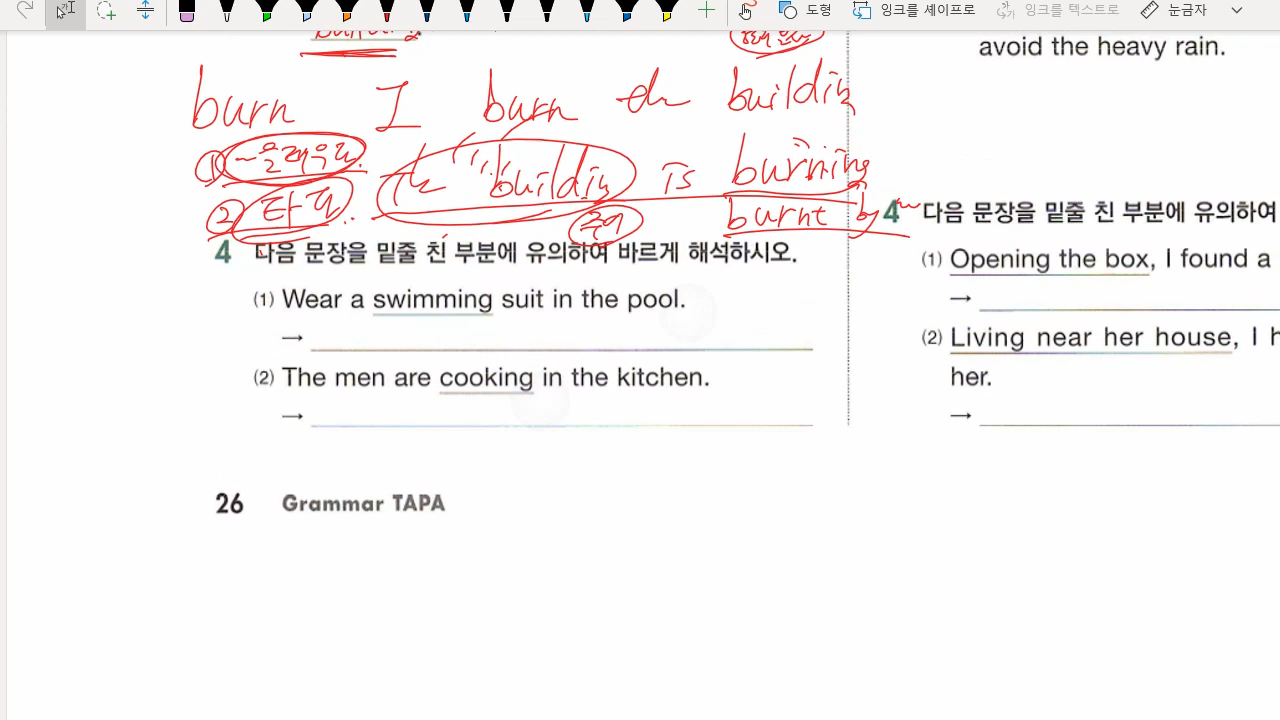 도형 잉크를 셰이프로 잉크를 텍스트로 눈금자
burn I burn the buildin
① ~을 태우다. The building is burning
② 타다. 주어 burnt by ~
4 다음 문장을 밑줄 친 부분에 유의하여 바르게 해석하시오.
(1) Wear a swimming suit in the pool.
→
(2) The men are cooking in the kitchen.
→
26 Grammar TAPA
avoid the heavy rain.
4 다음 문장을 밑줄 친 부분에 유의하여
(1) Opening the box, I found a
→
(2) Living near her house, I h
her.
→